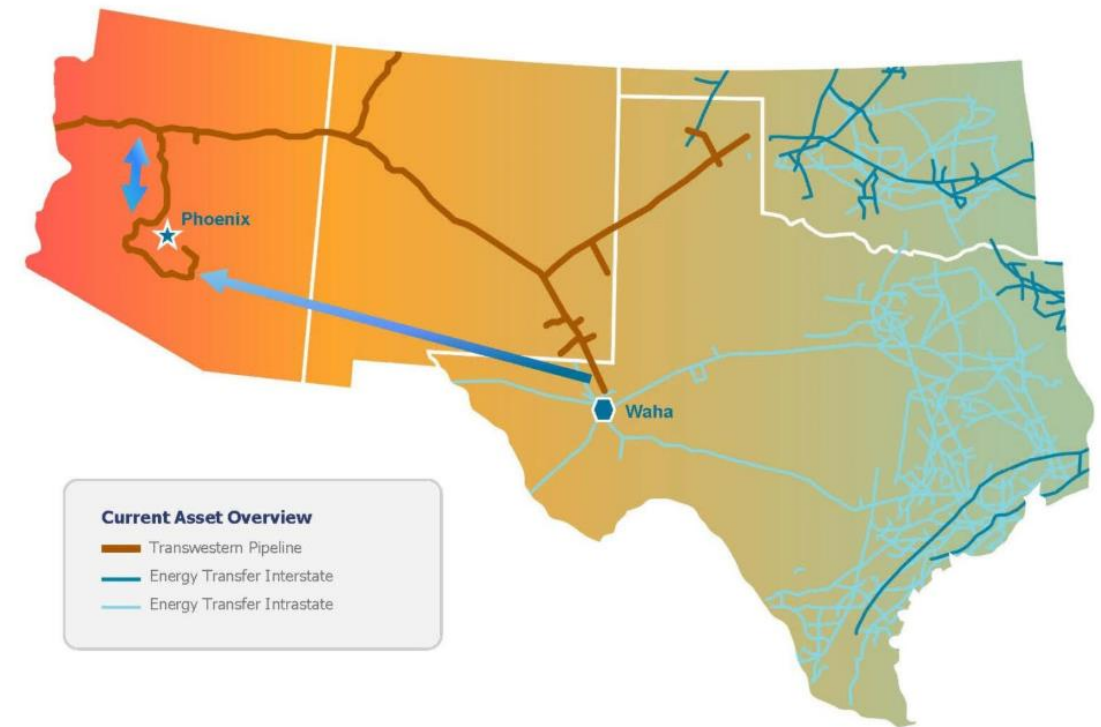 Phoenix
Waha
Current Asset Overview
Transwestern Pipeline
Energy Transfer Interstate
Energy Transfer Intrastate